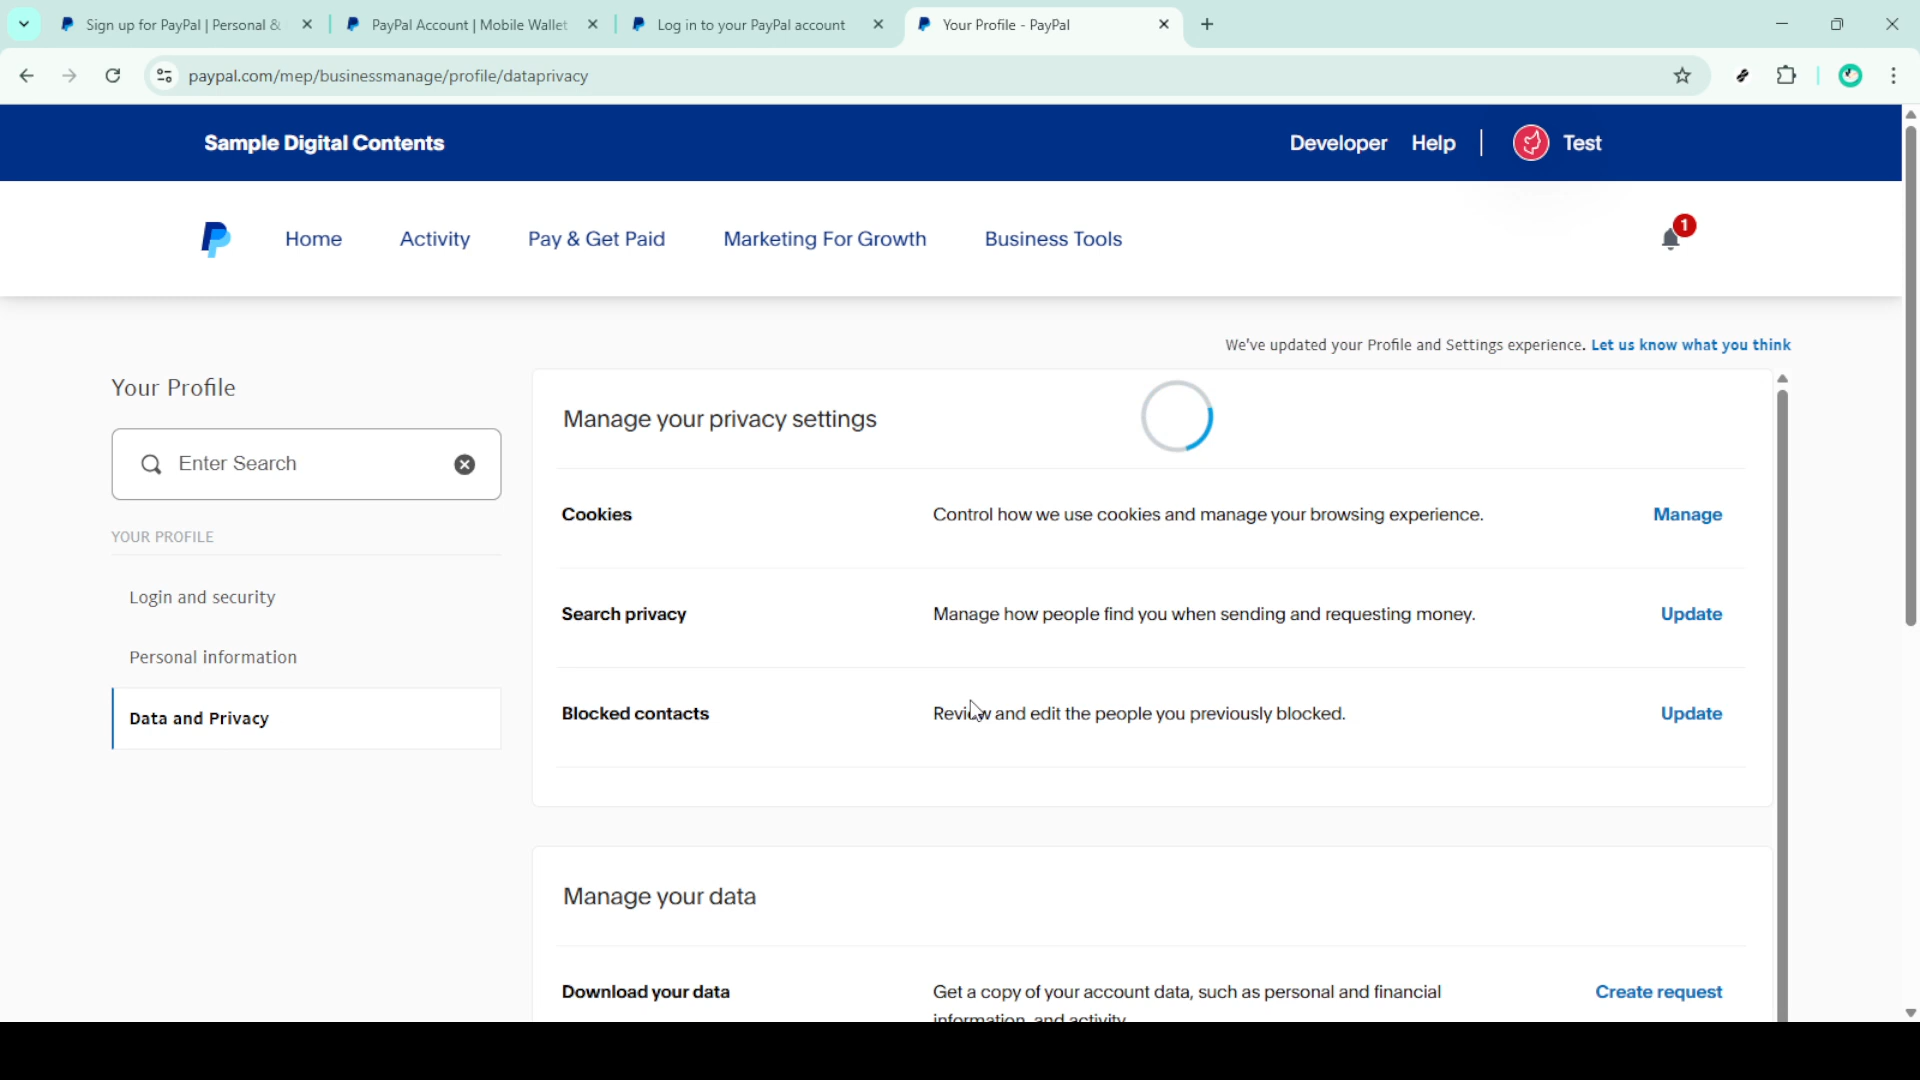 Sign up for PayPal | Personal &
PayPal Account | Mobile Wallet
Log in to your PayPal account
Your Profile - PayPal
paypal.com/mep/businessmanage/profile/dataprivacy
Sample Digital Contents
Developer
Help
Test
Home
Activity
Pay & Get Paid
Marketing For Growth
Business Tools
1
We've updated your Profile and Settings experience. Let us know what you think
Your Profile
Enter Search
YOUR PROFILE
Login and security
Personal information
Data and Privacy
Manage your privacy settings
Cookies
Control how we use cookies and manage your browsing experience.
Manage
Search privacy
Manage how people find you when sending and requesting money.
Update
Blocked contacts
Review and edit the people you previously blocked.
Update
Manage your data
Download your data
Get a copy of your account data, such as personal and financial
information, and activity.
Create request